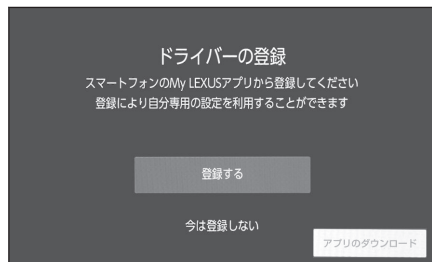 ドライバーの登録
スマートフォンのMy LEXUSアプリから登録してください
登録により自分専用の設定を利用することができます
登録する
今は登録しない
アプリのダウンロード